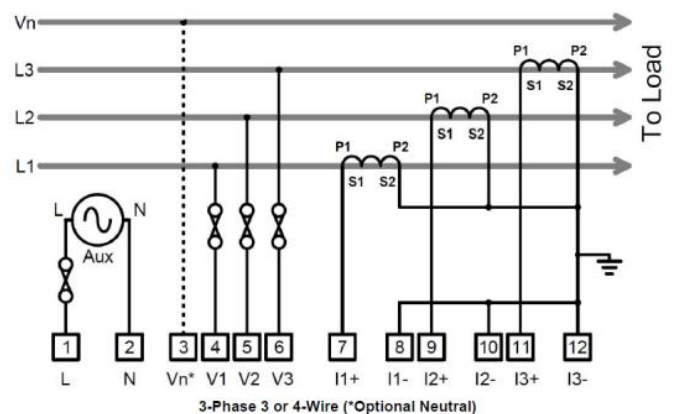 Vn
L3
L2
L1
P1 P2
S1 S2
P1 P2
S1 S2
P1 P2
S1 S2
To Load
L N
Aux
1 2 3 4 5 6 7 8 9 10 11 12
L N Vn* V1 V2 V3 I1+ I1- I2+ I2- I3+ I3-
3-Phase 3 or 4-Wire (*Optional Neutral)